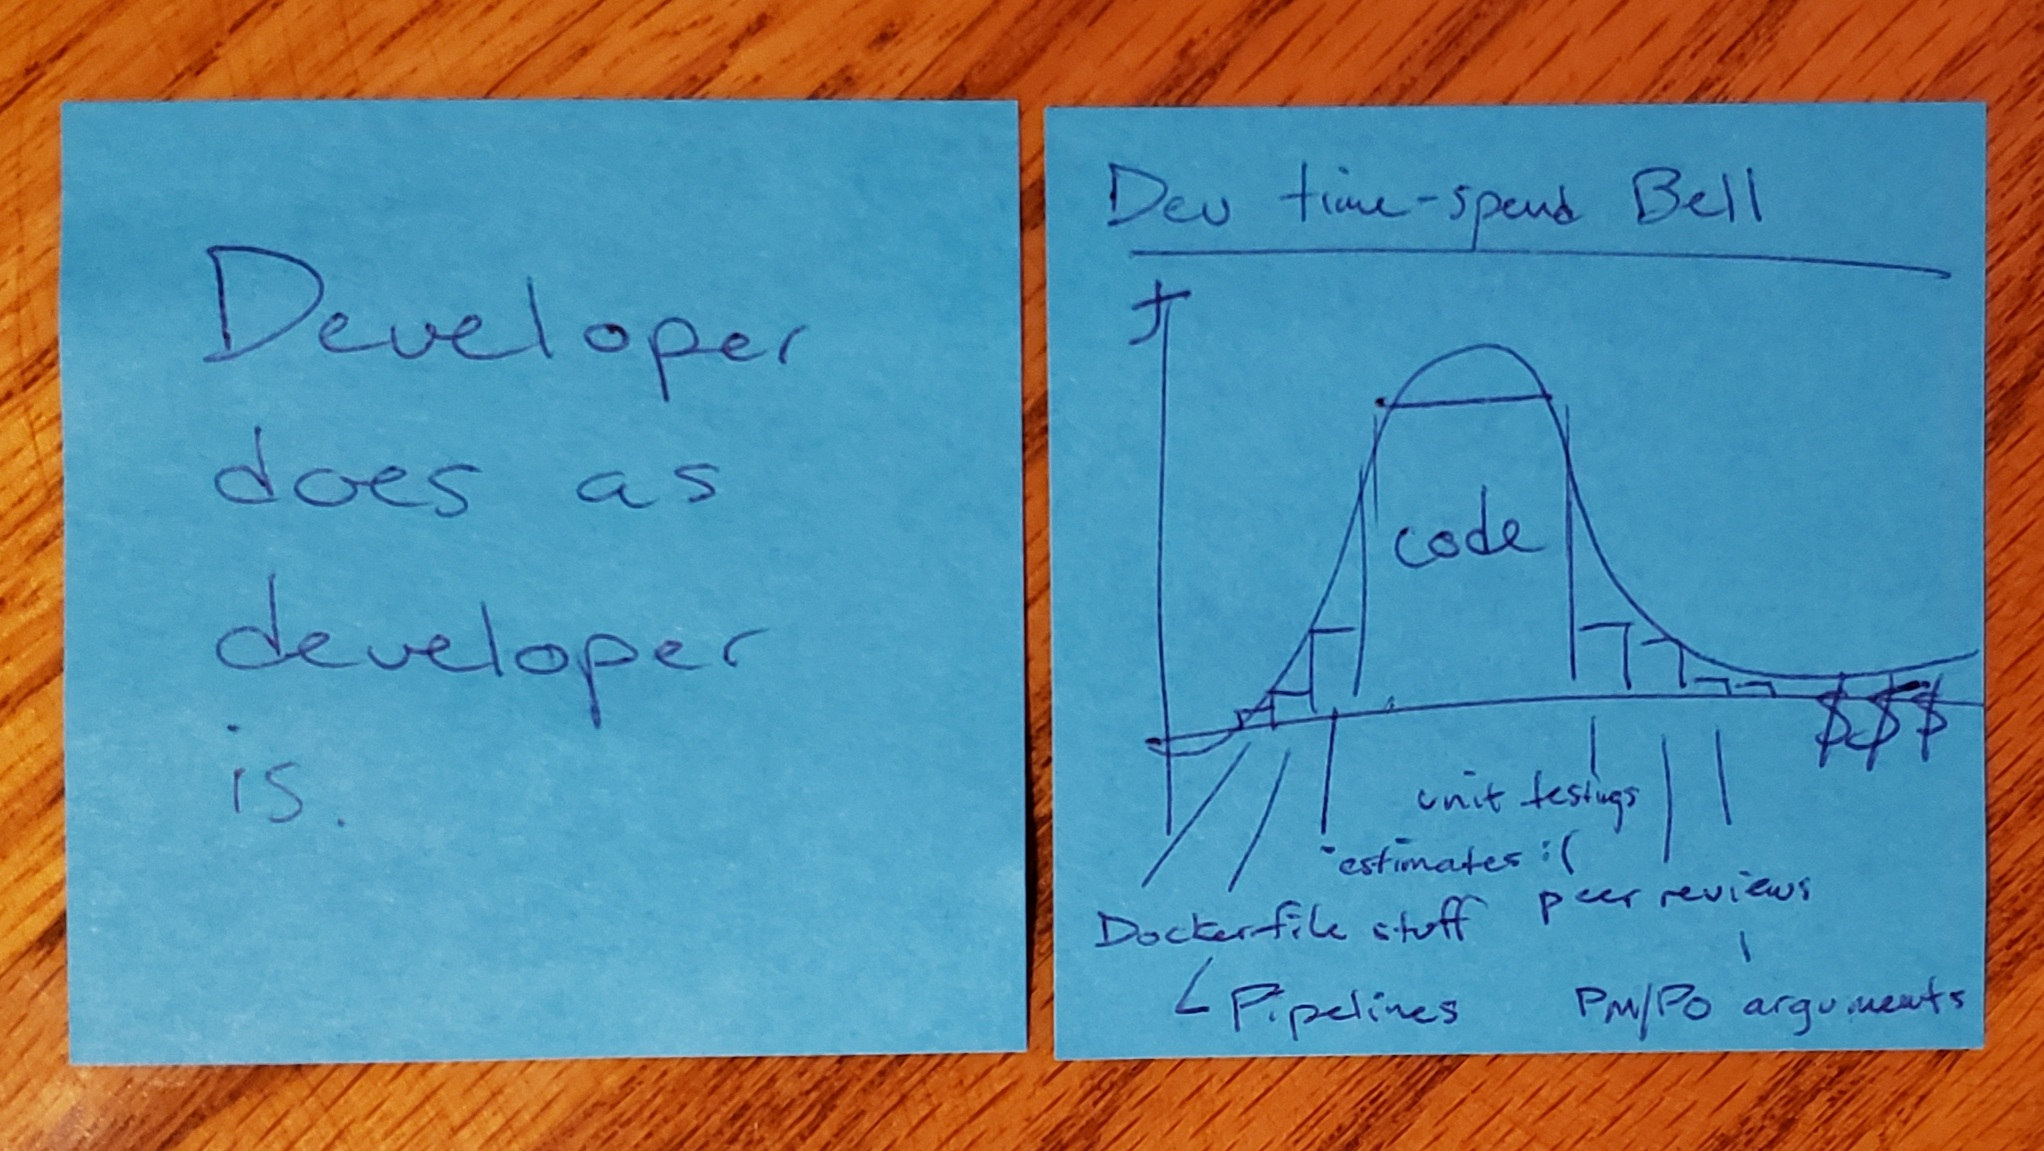 Developer
does as
developer
is.
Dev time-spend Bell
t
code
$$$
unit testings
estimates :(
peer reviews
Dockerfile stuff
Pipelines
PM/PO arguments